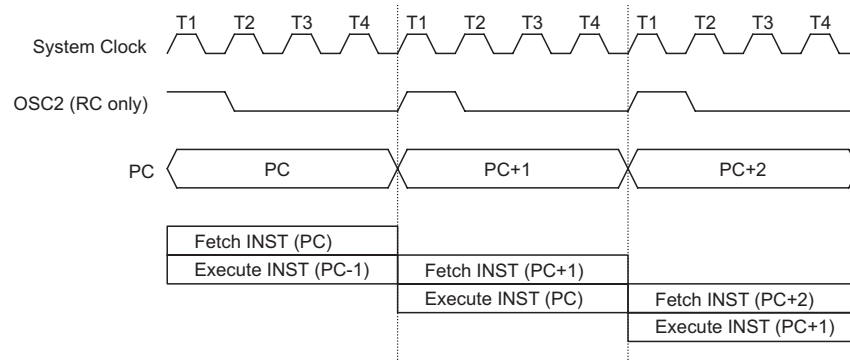 T1 T2 T3 T4 T1 T2 T3 T4 T1 T2 T3 T4
System Clock
OSC2 (RC only)
PC PC PC+1 PC+2
Fetch INST (PC)
Execute INST (PC-1) Fetch INST (PC+1)
Execute INST (PC) Fetch INST (PC+2)
Execute INST (PC+1)